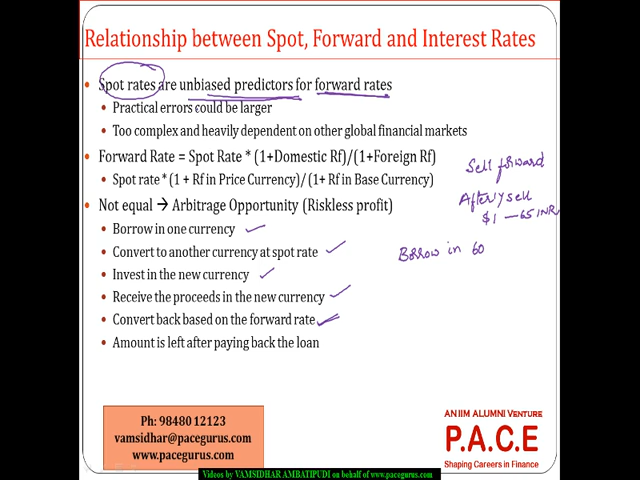 Relationship between Spot, Forward and Interest Rates
• Spot rates are unbiased predictors for forward rates
• Practical errors could be larger
• Too complex and heavily dependent on other global financial markets
• Forward Rate = Spot Rate * (1+Domestic Rf)/(1+Foreign Rf)
• Spot rate * (1 + Rf in Price Currency)/(1+ Rf in Base Currency)
• Not equal → Arbitrage Opportunity (Riskless profit)
• Borrow in one currency
• Convert to another currency at spot rate
• Invest in the new currency
• Receive the proceeds in the new currency
• Convert back based on the forward rate
• Amount is left after paying back the loan
Sell forward
After 1y sell
$1 — 65 INR
Borrow in 60
Ph: 98480 12123
vamsidhar@pacegurus.com
www.pacegurus.com
AN IIM ALUMNI VENTURE
P.A.C.E
Shaping Careers in Finance
Videos by VAMSIDHAR AMBATIPUDI on behalf of www.pacegurus.com